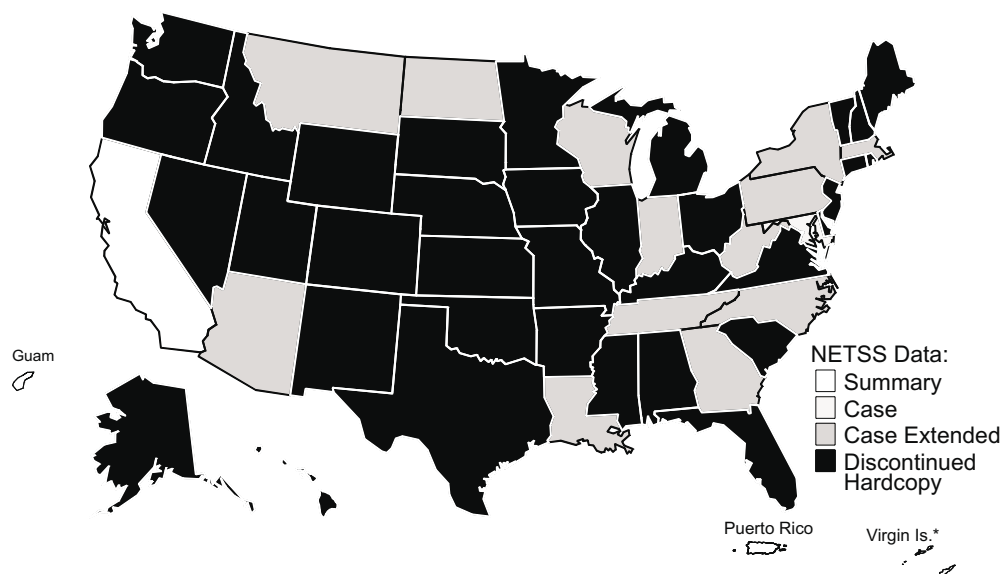 Guam
NETSS Data:
Summary
Case
Case Extended
Discontinued
Hardcopy
Puerto Rico
Virgin Is.*